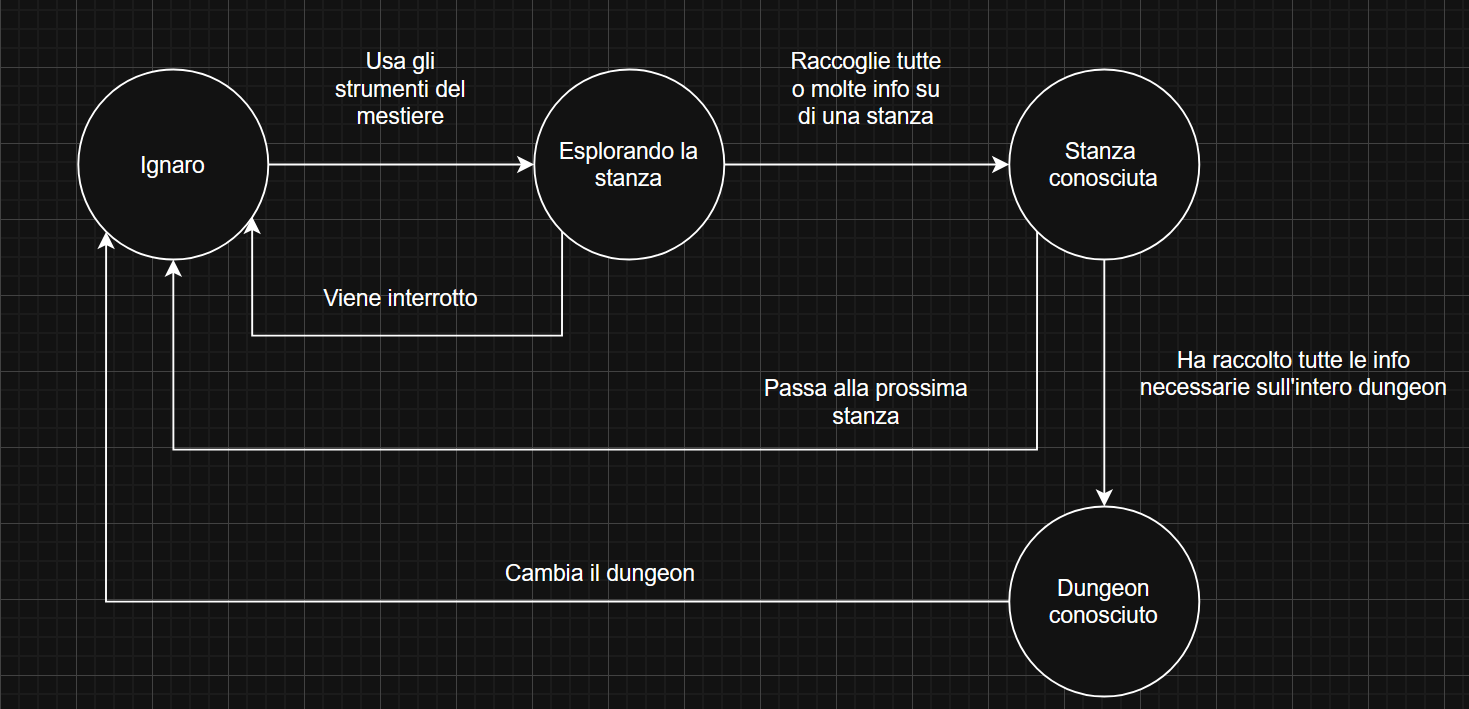 Usa gli
strumenti del
mestiere
Raccoglie tutte
o molte info su
di una stanza
Ignaro
Esplorando la
stanza
Stanza
conosciuta
Viene interrotto
Passa alla prossima
stanza
Ha raccolto tutte le info
necessarie sull'intero dungeon
Cambia il dungeon
Dungeon
conosciuto